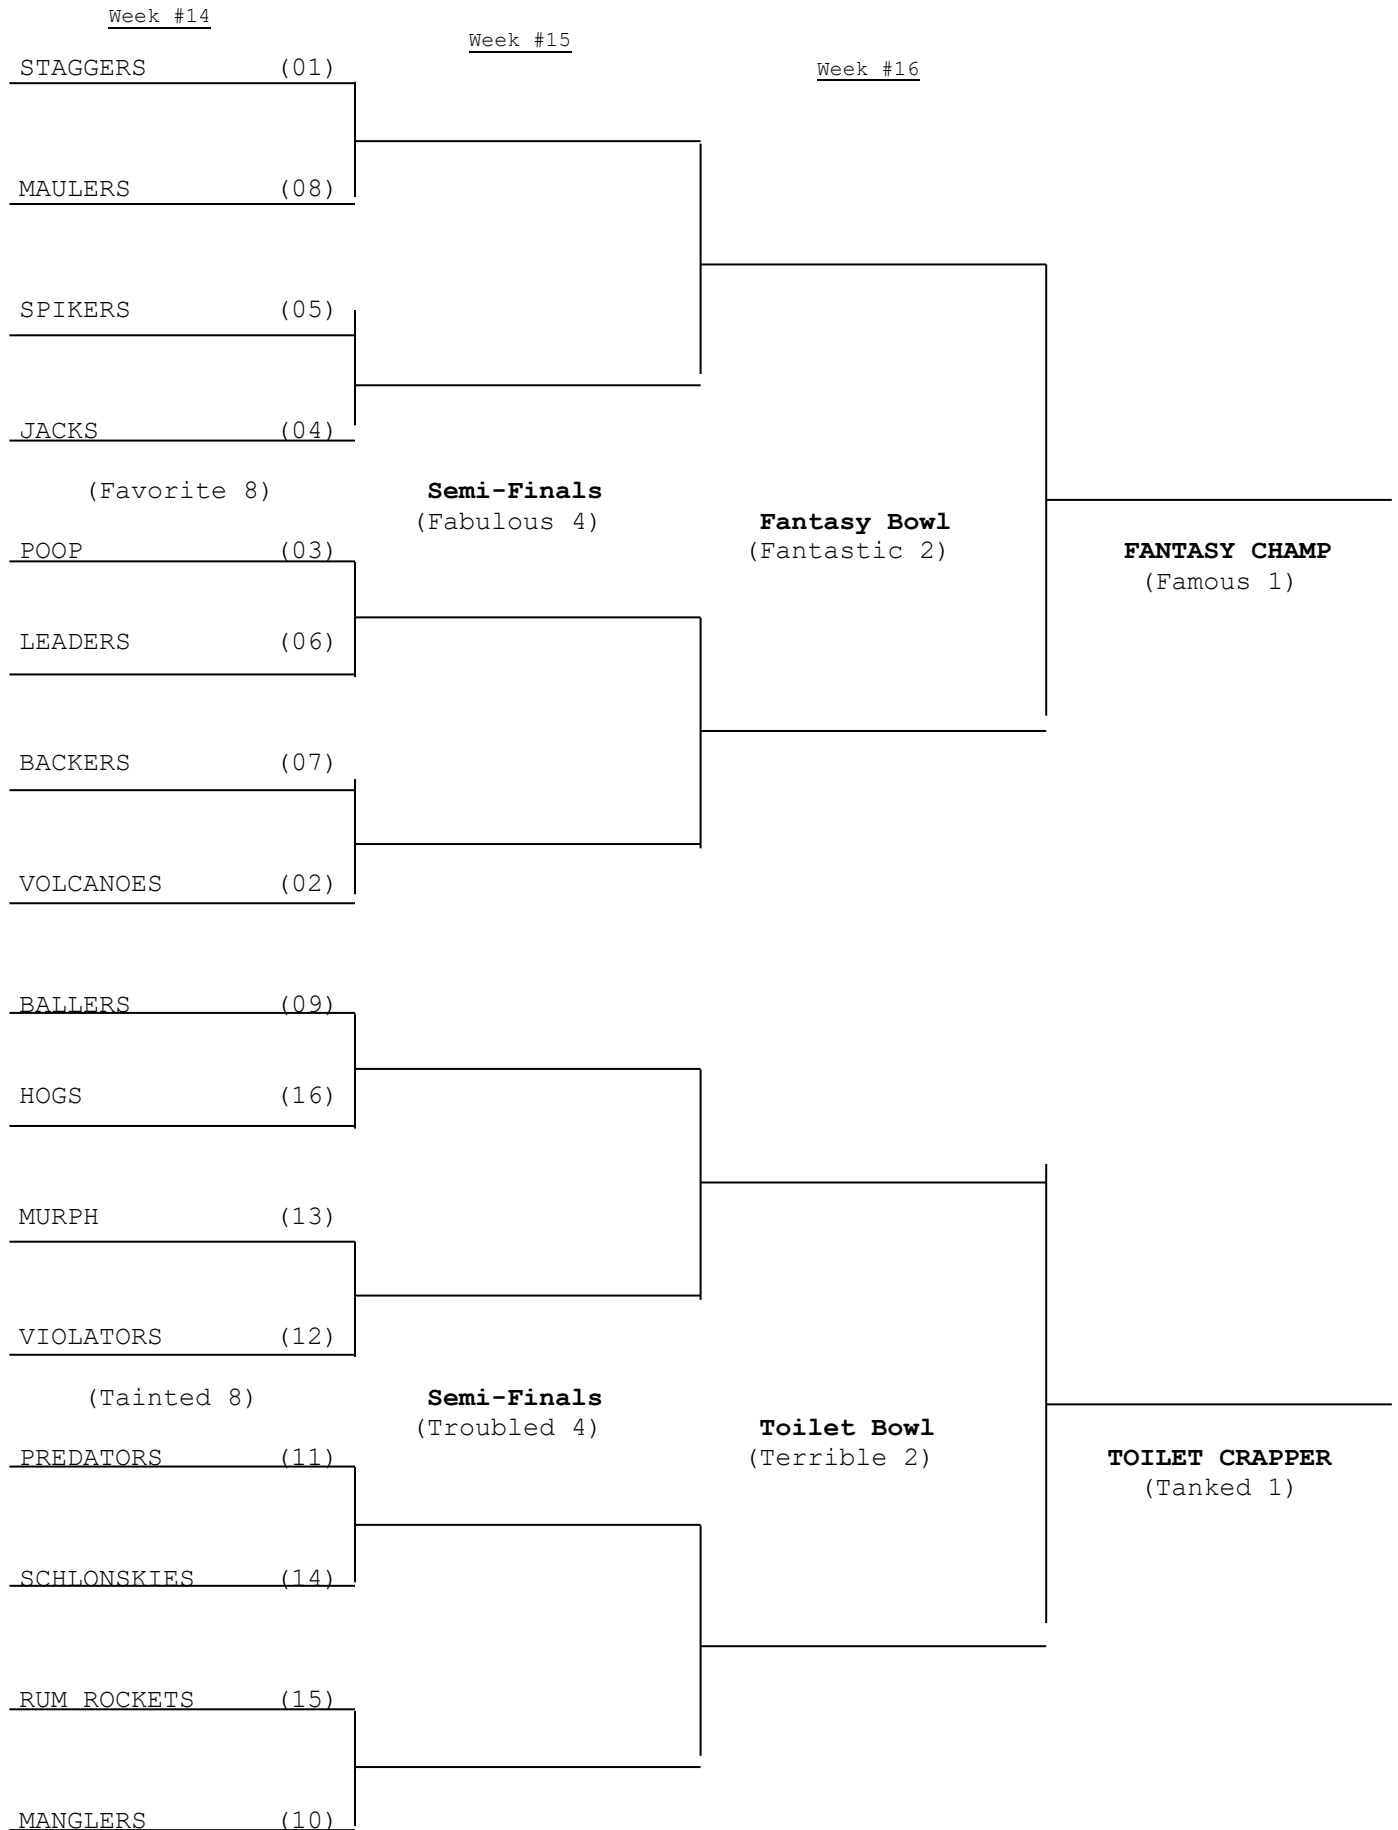 Week #14
Week #15
Week #16
STAGGERS (01)
MAULERS (08)
SPIKERS (05)
JACKS (04)
(Favorite 8)
Semi-Finals
(Fabulous 4)
Fantasy Bowl
(Fantastic 2)
FANTASY CHAMP
(Famous 1)
POOP (03)
LEADERS (06)
BACKERS (07)
VOLCANOES (02)
BALLERS (09)
HOGS (16)
MURPH (13)
VIOLATORS (12)
(Tainted 8)
Semi-Finals
(Troubled 4)
Toilet Bowl
(Terrible 2)
TOILET CRAPPER
(Tanked 1)
PREDATORS (11)
SCHLONSKIES (14)
RUM ROCKETS (15)
MANGLERS (10)